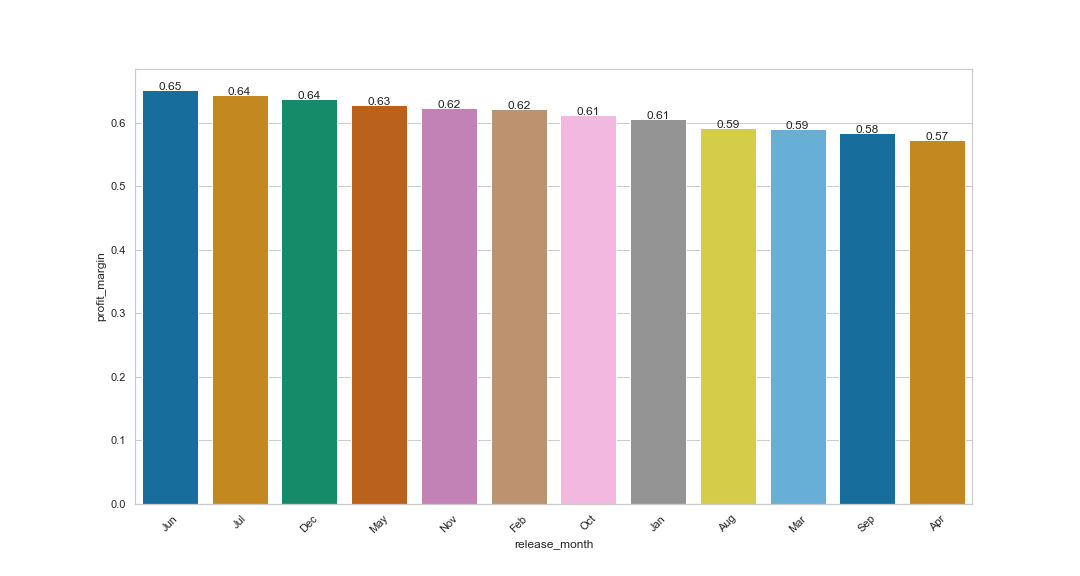 0.65
0.64
0.64
0.63
0.62
0.62
0.61
0.61
0.59
0.59
0.58
0.57
profit_margin
0.6
0.5
0.4
0.3
0.2
0.1
0.0
Jun
Jul
Dec
May
Nov
Feb
Oct
Jan
Aug
Mar
Sep
Apr
release_month